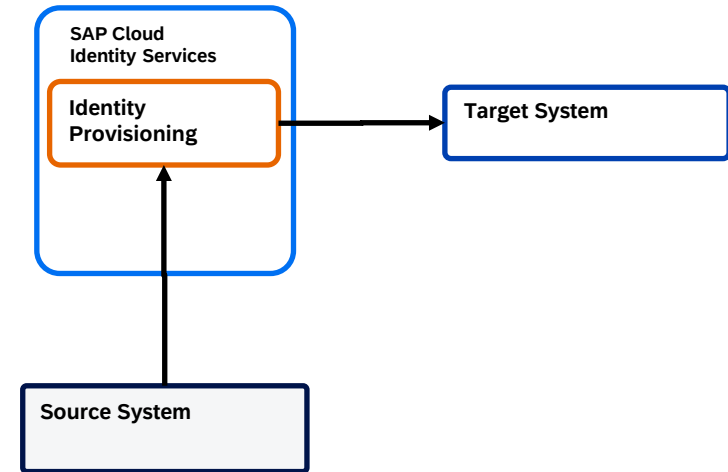 SAP Cloud
Identity Services
Identity
Provisioning
Target System
Source System